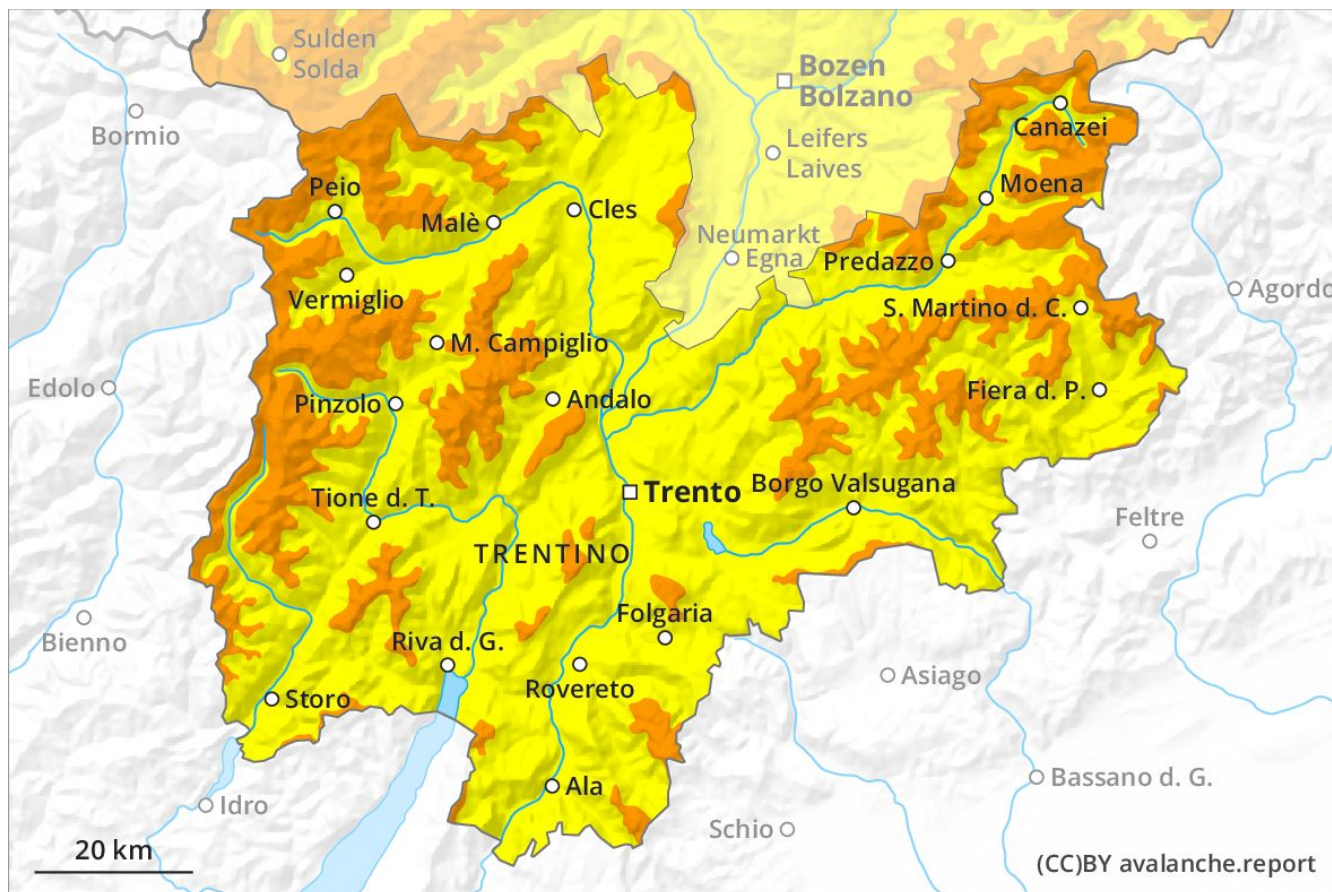 Sulden
Solda
Bozen
Bolzano
Bormio
Canazei
Leifers
Laives
Peio
Moena
Malè
Cles
Neumarkt
Egna
Predazzo
Vermiglio
Agordo
S. Martino d. C.
M. Campiglio
Edolo
Pinzolo
Andalo
Fiera d. P.
Trento
Borgo Valsugana
Tione d. T.
Feltre
TRENTINO
Folgaria
Bienno
Riva d. G.
Asiago
Rovereto
Storo
Bassano d. G.
Ala
Idro
Schio
20 km
(CC)BY avalanche.report